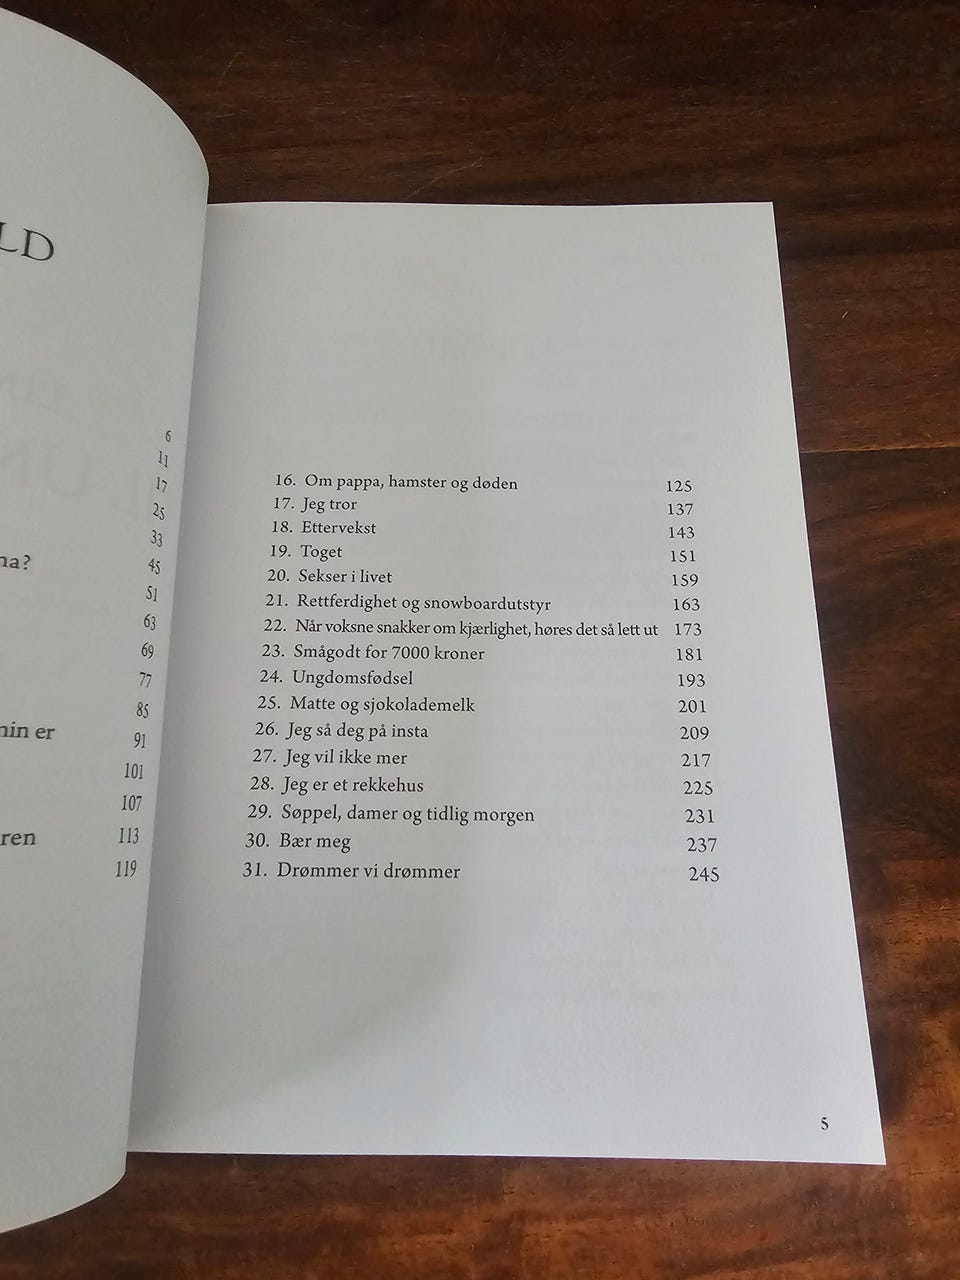 LD
6
11
17
25
33
na? 45
51
63
69
77
85
min er
91
101
107
ren 113
119
16. Om pappa, hamster og døden 125
17. Jeg tror 137
18. Ettervekst 143
19. Toget 151
20. Sekser i livet 159
21. Rettferdighet og snowboardutstyr 163
22. Når voksne snakker om kjærlighet, høres det så lett ut 173
23. Smågodt for 7000 kroner 181
24. Ungdomsfødsel 193
25. Matte og sjokolademelk 201
26. Jeg så deg på insta 209
27. Jeg vil ikke mer 217
28. Jeg er et rekkehus 225
29. Søppel, damer og tidlig morgen 231
30. Bær meg 237
31. Drømmer vi drømmer 245
5